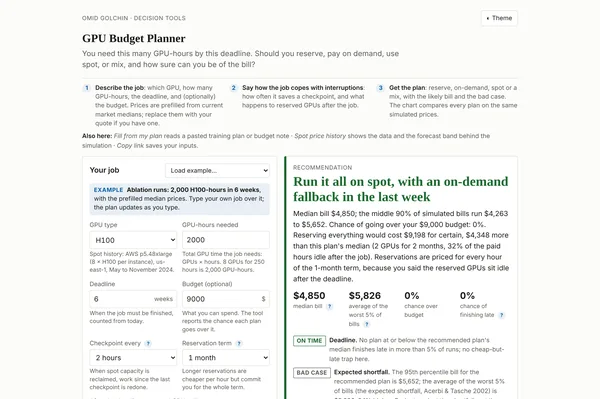 OMID GOLCHIN · DECISION TOOLS
Theme
GPU Budget Planner
You need this many GPU-hours by this deadline. Should you reserve, pay on demand, use
spot, or mix, and how sure can you be of the bill?
1 Describe the job: which GPU, how many
GPU-hours, the deadline, and (optionally)
the budget. Prices are prefilled from current
market medians; replace them with your
quote if you have one.
2 Say how the job copes with interruptions:
how often it saves a checkpoint, and what
happens to reserved GPUs after the job.
3 Get the plan: reserve, on-demand, spot or a
mix, with the likely bill and the bad case.
The chart compares every plan on the same
simulated prices.
Also here: Fill from my plan reads a pasted training plan or budget note · Spot price history shows the data and the forecast band behind the
simulation · Copy link saves your inputs.
Your job
Load example...
EXAMPLE Ablation runs: 2,000 H100-hours in 6 weeks,
with the prefilled median prices. Type your own job over it;
the plan updates as you type.
GPU type
H100
Spot history: AWS p5.48xlarge
(8 × H100 per instance), us-
east-1, May to November 2024.
GPU-hours needed
2000
Total GPU time the job needs:
GPUs × hours. 8 GPUs for 250
hours is 2,000 GPU-hours.
Deadline
6 weeks
When the job must be finished,
counted from today.
Budget (optional)
9000 $
What you can spend. The tool
reports the chance each plan
goes over it.
Checkpoint every ?
2 hours
When spot capacity is
reclaimed, work since the last
checkpoint is redone.
Reservation term ?
1 month
Longer reservations are
cheaper per hour but commit
you for the whole term.
RECOMMENDATION
Run it all on spot, with an on-demand
fallback in the last week
Median bill $4,850; the middle 90% of simulated bills run $4,263
to $5,652. Chance of going over your $9,000 budget: 0%.
Reserving everything would cost $9,198 for certain, $4,348 more
than this plan's median (2 GPUs for 2 months, 32% of the paid
hours idle after the job). Reservations are priced for every hour
of the 1-month term, because you said the reserved GPUs sit idle
after the deadline.
$4,850
median bill ?
$5,826
average of the
worst 5% of
bills ?
0%
chance over
budget
0%
chance of
finishing late ?
ON TIME Deadline. No plan at or below the recommended plan's
median finishes late in more than 5% of runs; no cheap-but-
late trap here.
BAD CASE Expected shortfall. The 95th percentile bill for the
recommended plan is $5,652; the average of the worst
5% of bills (the expected shortfall, Acerbi & Tasche 2002) is